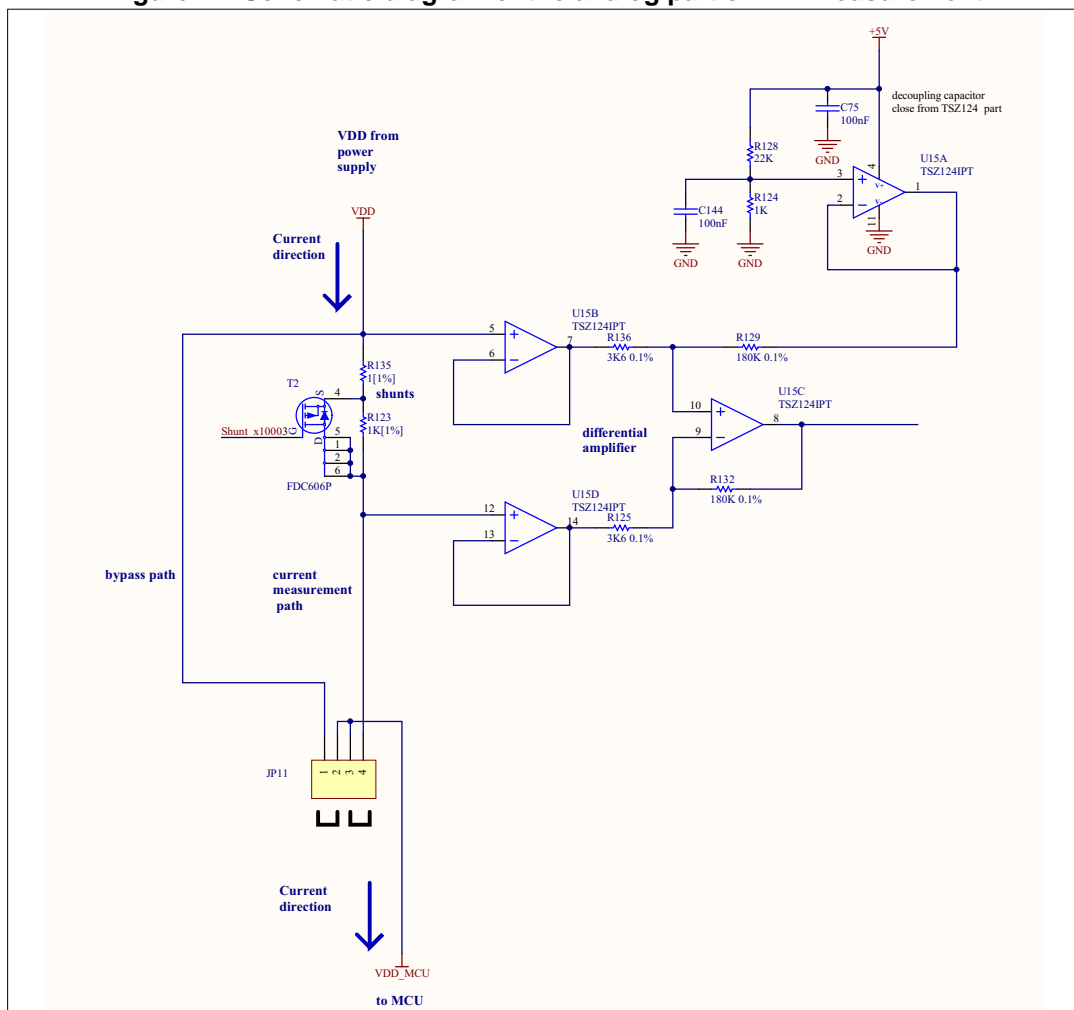 +5V
decoupling capacitor
close from TSZ124 part
C75
100nF
GND
VDD from
power
supply
R128
22K
U15A
TSZ124IPT
3
2
4
V+
V-
11
1
GND
C144
100nF
R124
1K
GND
GND
VDD
Current
direction
U15B
TSZ124IPT
5
6
7
R136
3K6 0.1%
R129
180K 0.1%
R135
1[1%]
shunts
T2
S
4
R123
1K[1%]
Shunt_x1000
3
G
D
5
1
2
6
FDC606P
U15C
TSZ124IPT
10
9
8
differential
amplifier
R132
180K 0.1%
U15D
TSZ124IPT
12
13
14
R125
3K6 0.1%
bypass path
current
measurement
path
JP11
1
2
3
4
Current
direction
VDD_MCU
to MCU